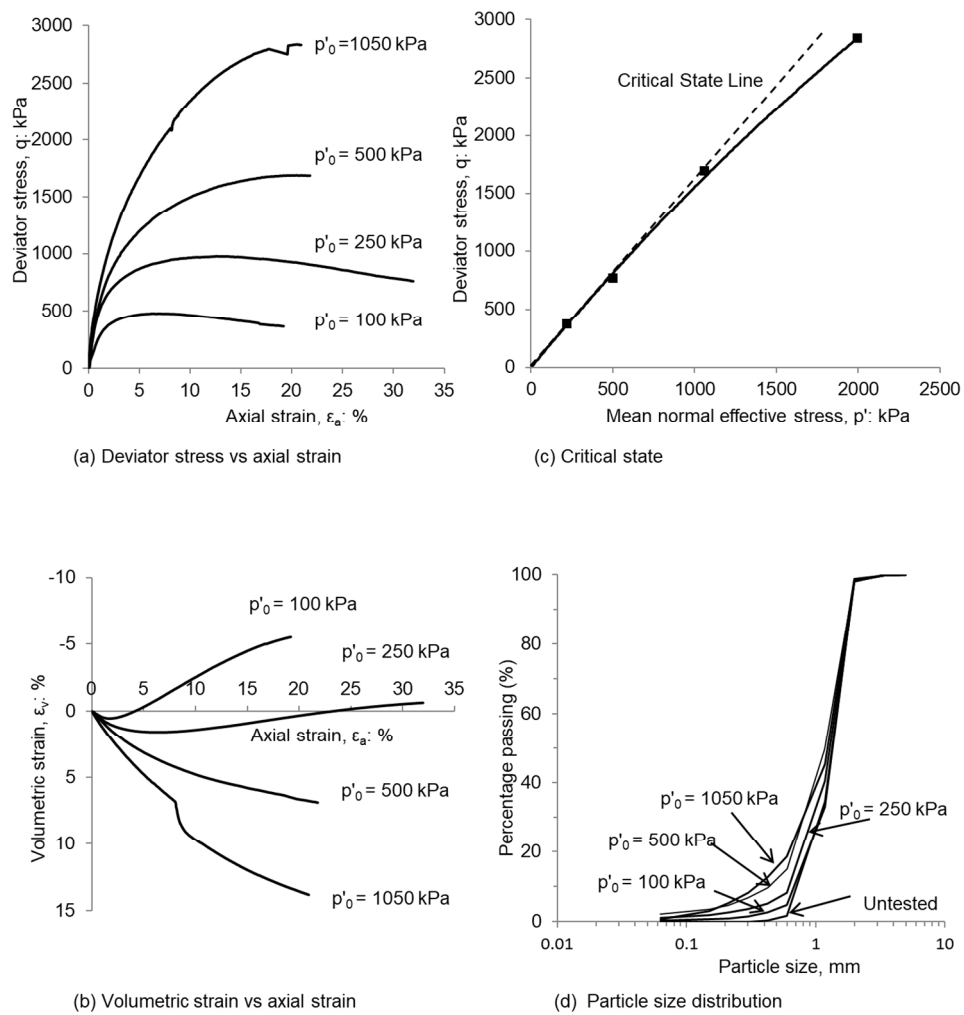 3000
2500
2000
1500
1000
500
0
0 5 10 15 20 25 30 35
Deviator stress, q: kPa
Axial strain, εa: %
p'0 =1050 kPa
p'0 = 500 kPa
p'0 = 250 kPa
p'0 = 100 kPa
(a) Deviator stress vs axial strain
3000
2500
2000
1500
1000
500
0
0 500 1000 1500 2000 2500
Deviator stress, q: kPa
Mean normal effective stress, p': kPa
Critical State Line
(c) Critical state
-10
-5
0
5
10
15
0 5 10 15 20 25 30 35
Volumetric strain, εv: %
Axial strain, εa: %
p'0 = 100 kPa
p'0 = 250 kPa
p'0 = 500 kPa
p'0 = 1050 kPa
(b) Volumetric strain vs axial strain
100
80
60
40
20
0
0.01 0.1 1 10
Percentage passing (%)
Particle size, mm
p'0 = 1050 kPa
p'0 = 250 kPa
p'0 = 500 kPa
p'0 = 100 kPa
Untested
(d) Particle size distribution